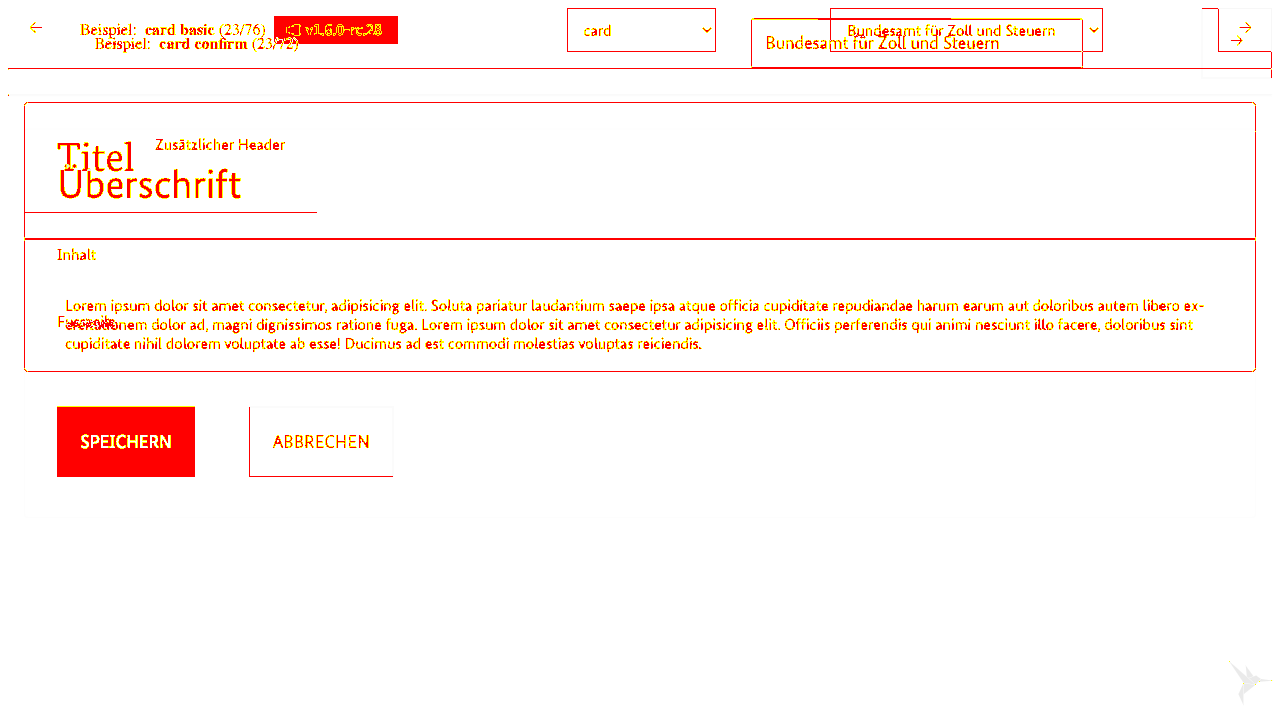 Beispiel: card basic (23/76) v1.6.0-rc.28
card
Bundesamt für Zoll und Steuern
Beispiel: card confirm (23/72)
Bundesamt für Zoll und Steuern
Titel
Zusätzlicher Header
Überschrift
Inhalt
Lorem ipsum dolor sit amet consectetur, adipisicing elit. Soluta pariatur laudantium saepe ipsa atque officia cupiditate repudiandae harum earum aut doloribus autem libero ex-
ercitationem dolor ad, magni dignissimos ratione fuga. Lorem ipsum dolor sit amet consectetur adipisicing elit. Officiis perferendis qui animi nesciunt illo facere, doloribus sint
cupiditate nihil dolorem voluptate ab esse! Ducimus ad est commodi molestias voluptas reiciendis.
SPEICHERN
ABBRECHEN